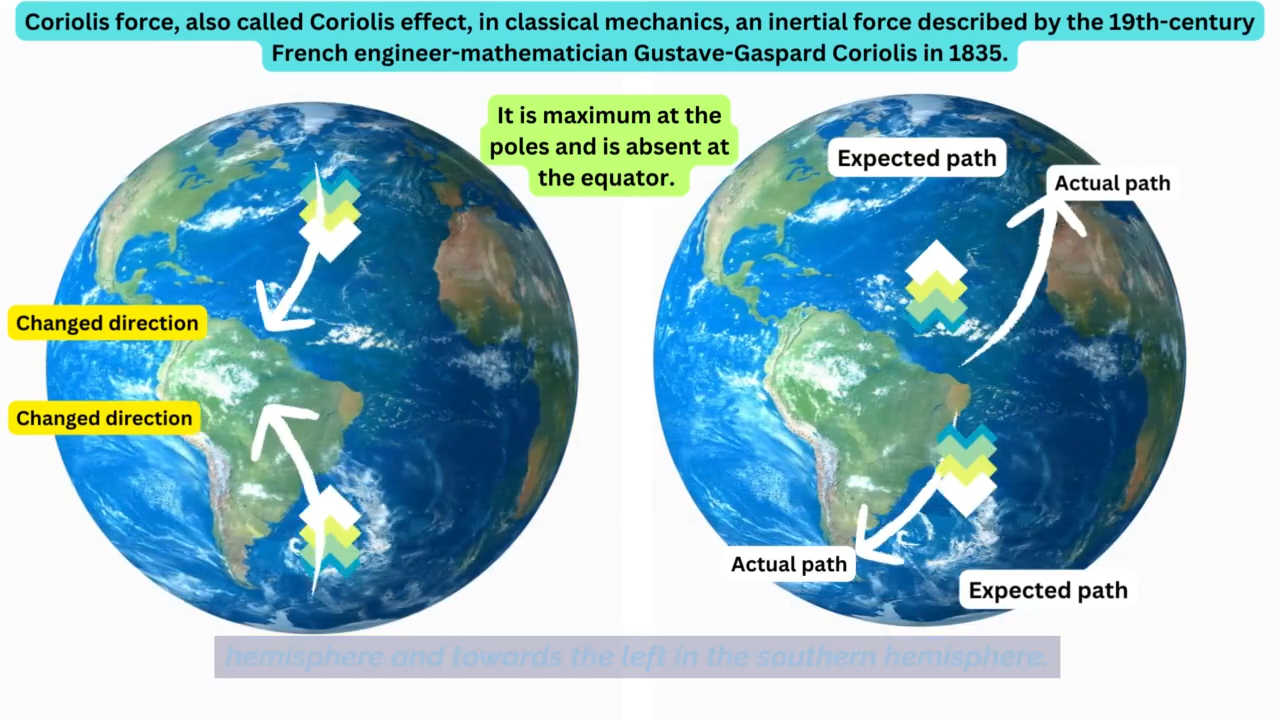 Coriolis force, also called Coriolis effect, in classical mechanics, an inertial force described by the 19th-century
French engineer-mathematician Gustave-Gaspard Coriolis in 1835.
It is maximum at the
poles and is absent at
the equator.
Expected path
Actual path
Changed direction
Changed direction
Actual path
Expected path
hemisphere and towards the left in the southern hemisphere.